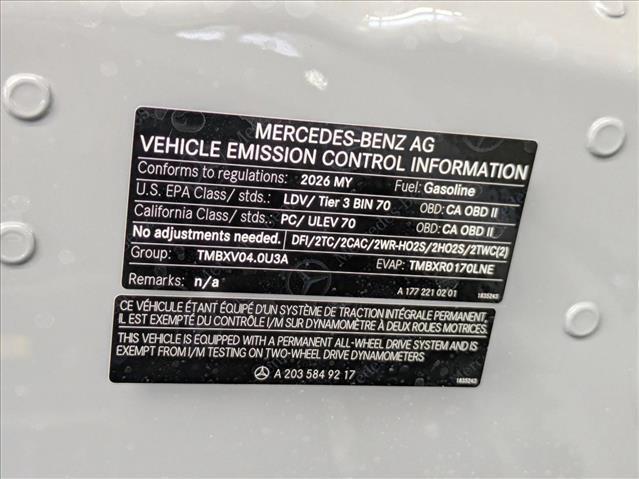 MERCEDES-BENZ AG
VEHICLE EMISSION CONTROL INFORMATION
Conforms to regulations: 2026 MY Fuel: Gasoline
U.S. EPA Class/ stds.: LDV/ Tier 3 BIN 70 OBD: CA OBD II
California Class/ stds.: PC/ ULEV 70 OBD: CA OBD II
No adjustments needed. DFI/2TC/2CAC/2WR-HO2S/2HO2S/2TWC(2)
Group: TMBXV04.0U3A EVAP: TMBXR0170LNE
Remarks: n/a A 177 221 02 01 1835243
CE VÉHICULE ÉTANT ÉQUIPÉ D'UN SYSTÈME DE TRACTION INTÉGRALE PERMANENT,
IL EST EXEMPTÉ DU CONTRÔLE I/M SUR DYNAMOMÈTRE À DEUX ROUES MOTRICES.
THIS VEHICLE IS EQUIPPED WITH A PERMANENT ALL-WHEEL DRIVE SYSTEM AND IS
EXEMPT FROM I/M TESTING ON TWO-WHEEL DRIVE DYNAMOMETERS
A 203 584 92 17 1835243